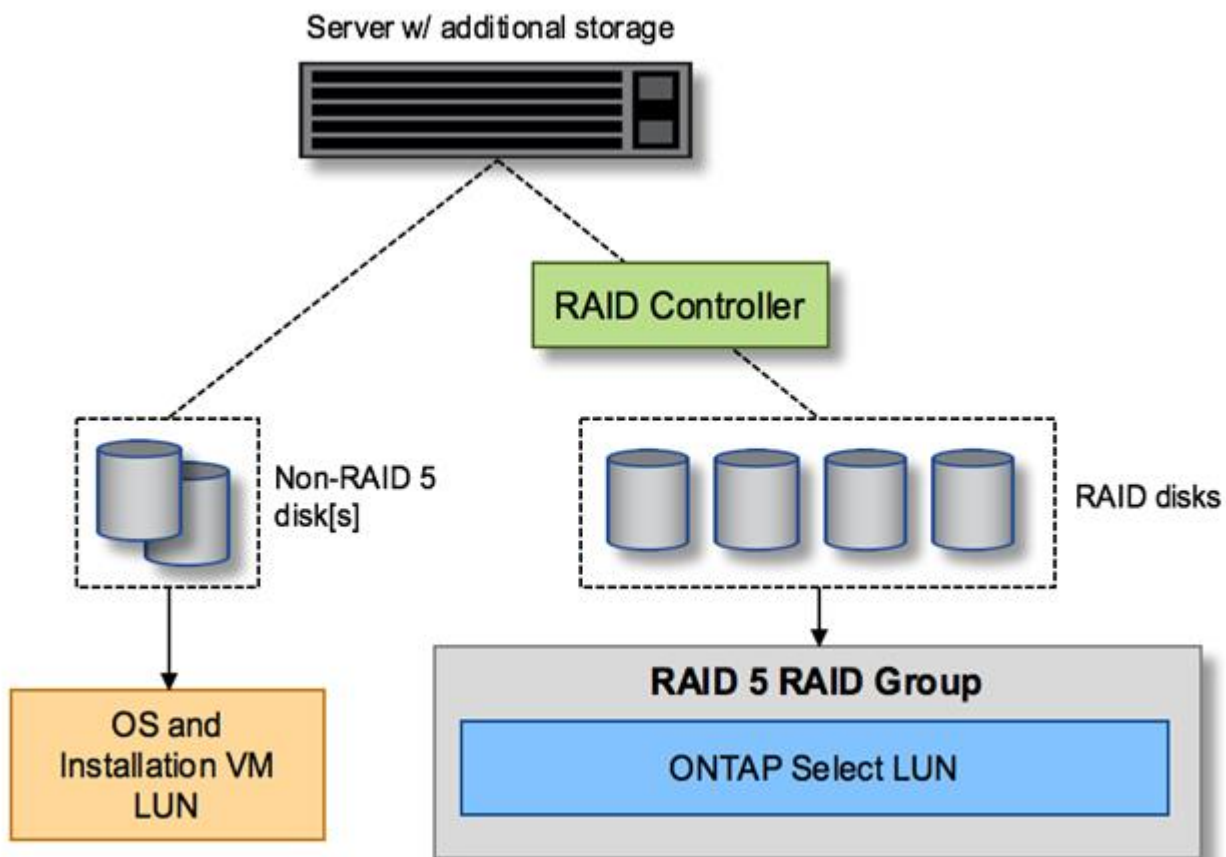 Server w/ additional storage
RAID Controller
Non-RAID 5
disk[s]
RAID disks
OS and
Installation VM
LUN
RAID 5 RAID Group
ONTAP Select LUN